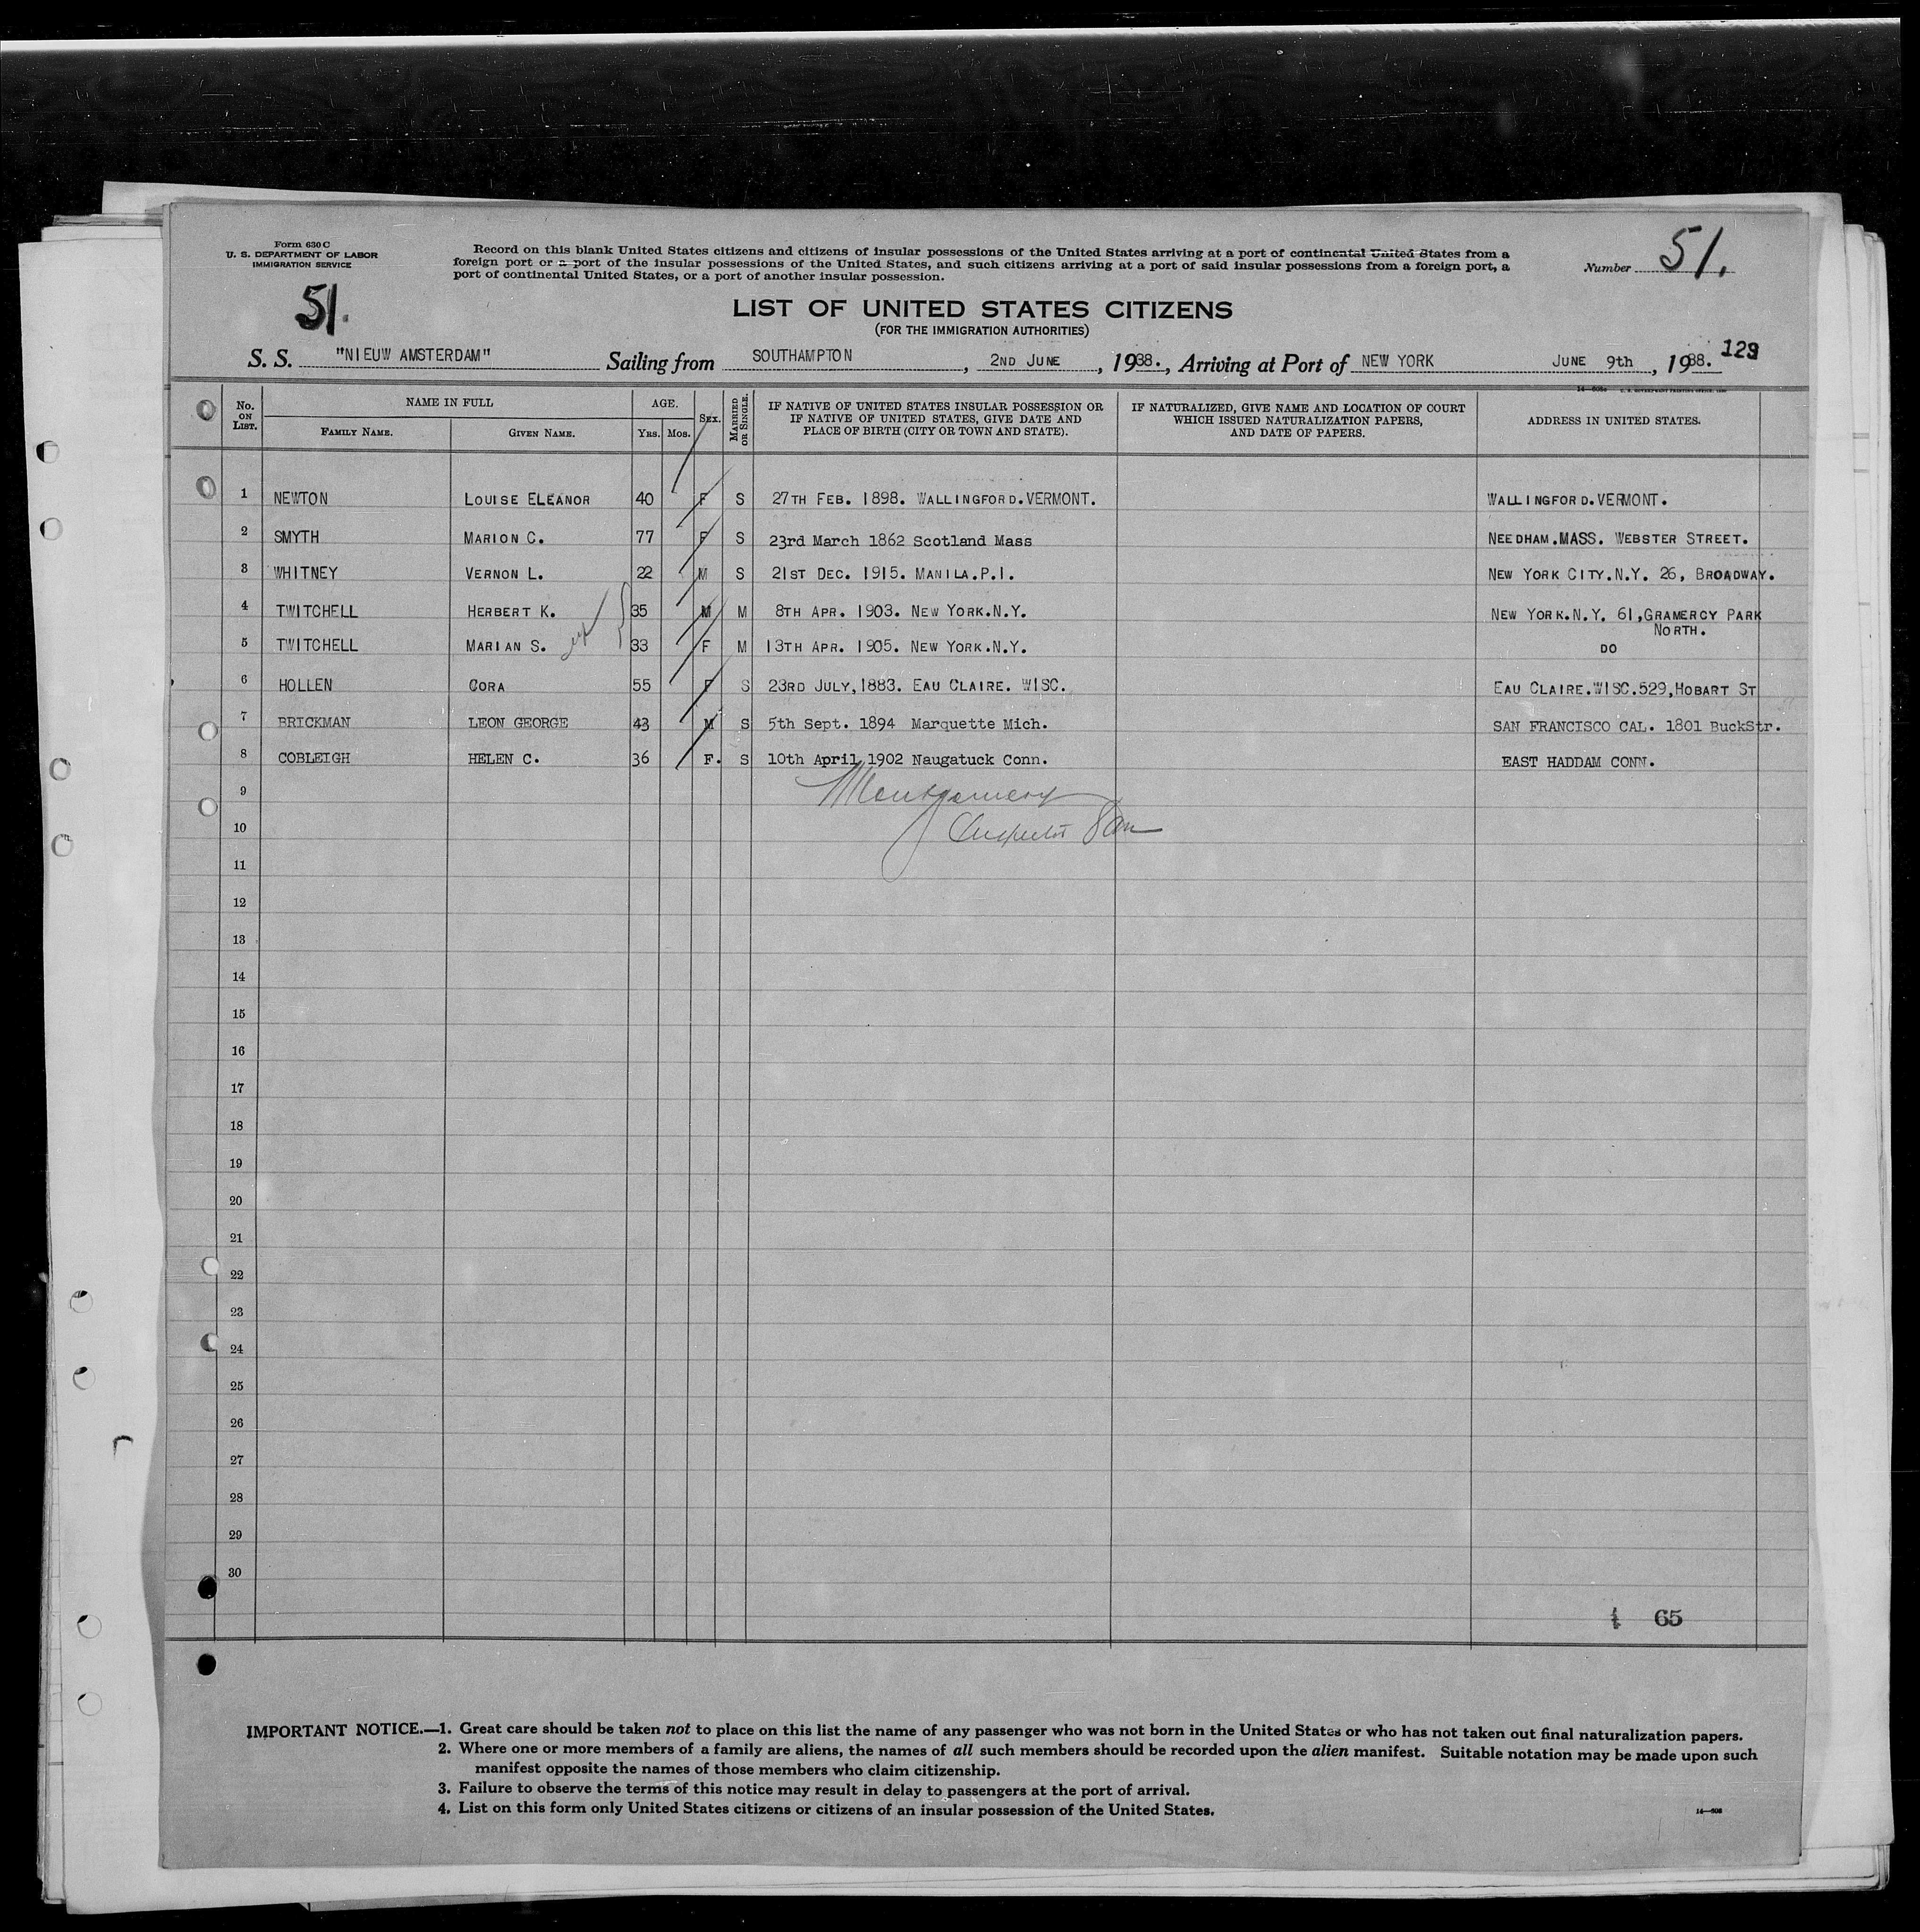 Form 630 C
U. S. DEPARTMENT OF LABOR
IMMIGRATION SERVICE
Record on this blank United States citizens and citizens of insular possessions of the United States arriving at a port of continental United States from a
foreign port or a port of the insular possessions of the United States, and such citizens arriving at a port of said insular possessions from a foreign port, a
port of continental United States, or a port of another insular possession.
Number 51.
51.
LIST OF UNITED STATES CITIZENS
(FOR THE IMMIGRATION AUTHORITIES)
S. S. "NIEUW AMSTERDAM" Sailing from SOUTHAMPTON, 2ND JUNE, 1938., Arriving at Port of NEW YORK JUNE 9th, 1938. 129
No. ON LIST. NAME IN FULL FAMILY NAME. GIVEN NAME. AGE. YRS. MOS. SEX. MARRIED OR SINGLE. IF NATIVE OF UNITED STATES INSULAR POSSESSION OR IF NATIVE OF UNITED STATES, GIVE DATE AND PLACE OF BIRTH (CITY OR TOWN AND STATE). IF NATURALIZED, GIVE NAME AND LOCATION OF COURT WHICH ISSUED NATURALIZATION PAPERS, AND DATE OF PAPERS. ADDRESS IN UNITED STATES.
1 NEWTON LOUISE ELEANOR 40 F S 27TH FEB. 1898. WALLINGFORD.VERMONT. WALLINGFORD.VERMONT.
2 SMYTH MARION C. 77 F S 23rd March 1862 Scotland Mass NEEDHAM.MASS. WEBSTER STREET.
3 WHITNEY VERNON L. 22 M S 21ST DEC. 1915. MANILA.P.I. NEW YORK CITY.N.Y. 26, BROADWAY.
4 TWITCHELL HERBERT K. 35 M M 8TH APR. 1903. NEW YORK.N.Y. NEW YORK.N.Y. 61,GRAMERCY PARK
NORTH.
5 TWITCHELL MARIAN S. 33 F M 13TH APR. 1905. NEW YORK.N.Y. DO
6 HOLLEN CORA 55 F S 23RD JULY,1883. EAU CLAIRE. WISC. EAU CLAIRE.WISC.529,HOBART ST
7 BRICKMAN LEON GEORGE 43 M S 5th Sept. 1894 Marquette Mich. SAN FRANCISCO CAL. 1801 BuckStr.
8 COBLEIGH HELEN C. 36 F. S 10th April 1902 Naugatuck Conn. EAST HADDAM CONN.
9 Montgomery
10
11
12
13
14
15
16
17
18
19
20
21
22
23
24
25
26
27
28
29
30
65
IMPORTANT NOTICE.—1. Great care should be taken not to place on this list the name of any passenger who was not born in the United States or who has not taken out final naturalization papers.
2. Where one or more members of a family are aliens, the names of all such members should be recorded upon the alien manifest. Suitable notation may be made upon such
manifest opposite the names of those members who claim citizenship.
3. Failure to observe the terms of this notice may result in delay to passengers at the port of arrival.
4. List on this form only United States citizens or citizens of an insular possession of the United States.
14—608